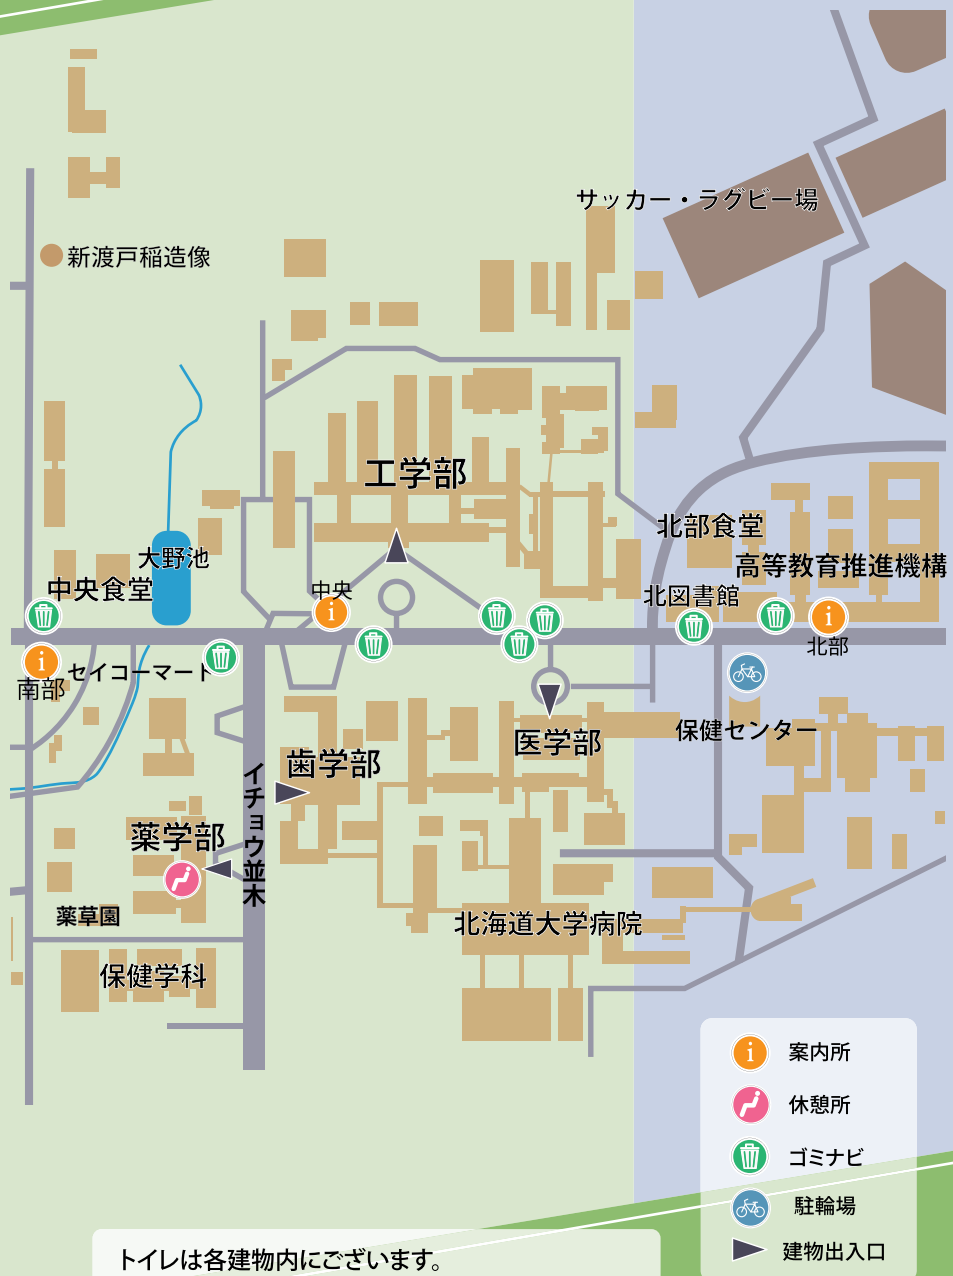 サッカー・ラグビー場
新渡戸稲造像
工学部
北部食堂
大野池
高等教育推進機構
中央食堂
中央
北図書館
北部
セイコーマート
南部
保健センター
医学部
歯学部
イチョウ並木
薬学部
薬草園
北海道大学病院
保健学科
案内所
休憩所
ゴミナビ
駐輪場
建物出入口
トイレは各建物内にございます。